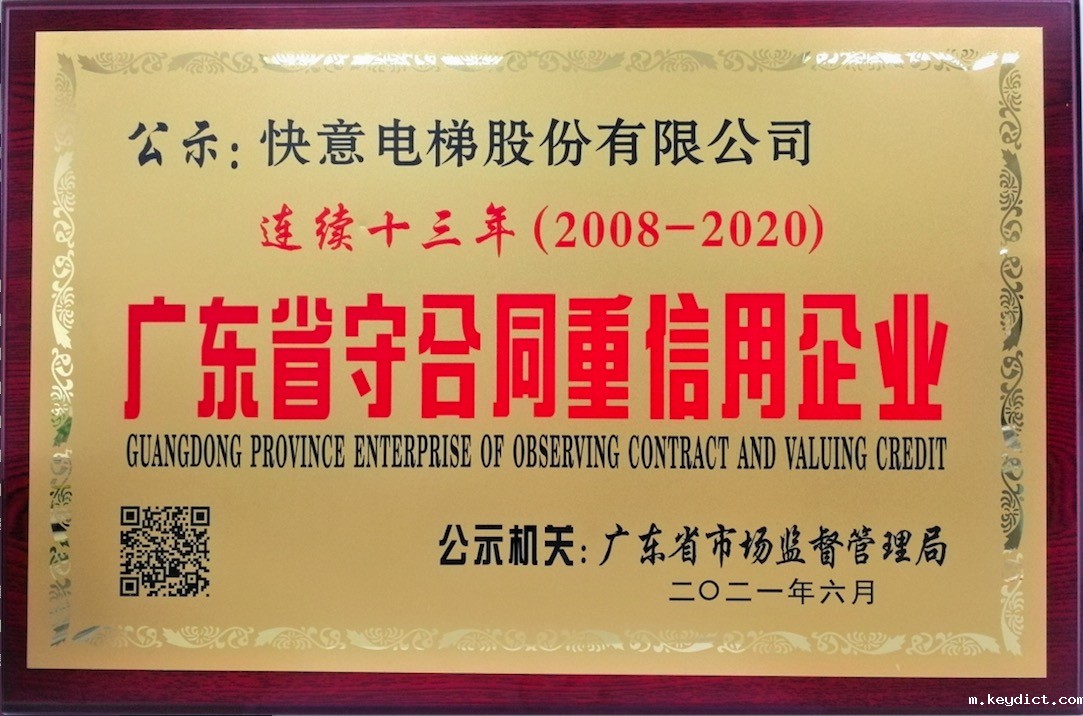 公示：快意电梯股份有限公司
连续十三年(2008-2020)
广东省守合同重信用企业
GUANGDONG PROVINCE ENTERPRISE OF OBSERVING CONTRACT AND VALUING CREDIT
公示机关：广东省市场监督管理局
二〇二一年六月
m.keydict.com